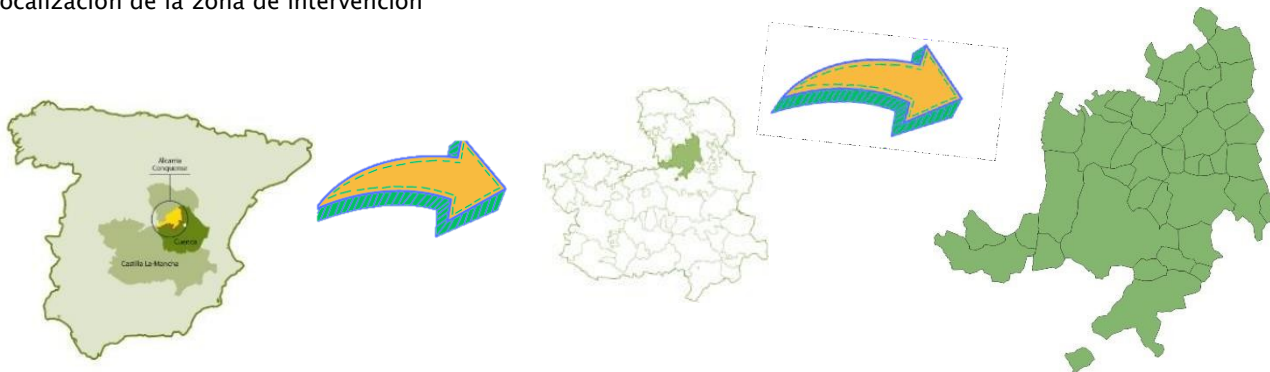 ocalización de la zona de intervención
Alcarria
Conquense
Cuenca
Castilla La-Mancha